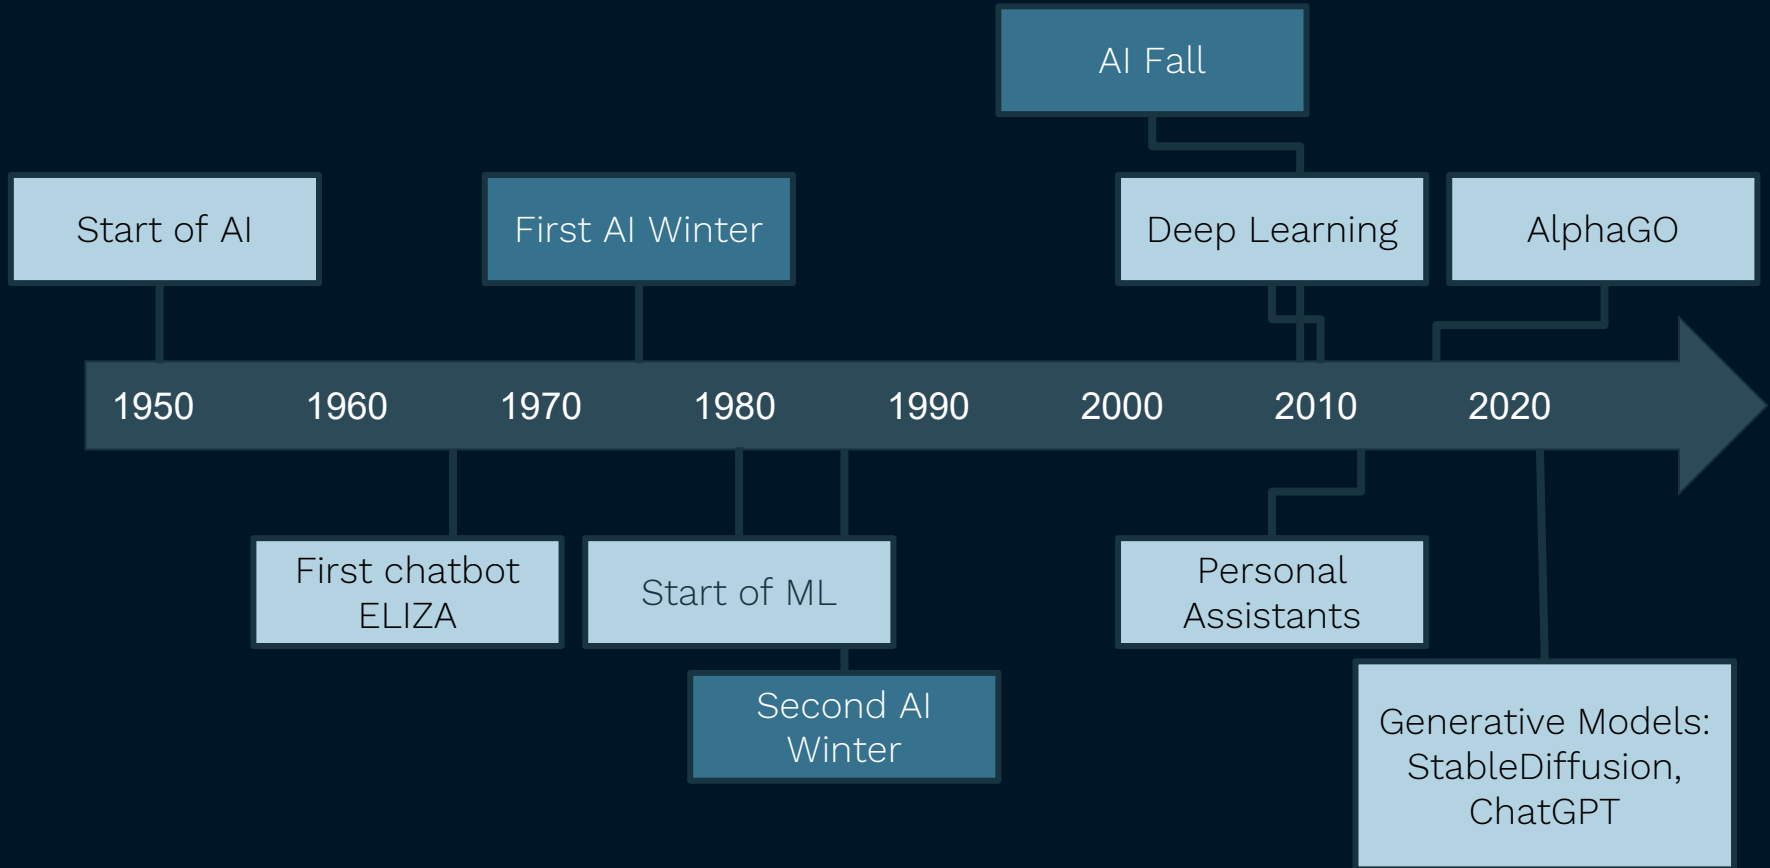 AI Fall
Start of AI
First AI Winter
Deep Learning
AlphaGO
1950
1960
1970
1980
1990
2000
2010
2020
First chatbot
ELIZA
Start of ML
Personal
Assistants
Second AI
Winter
Generative Models:
StableDiffusion,
ChatGPT